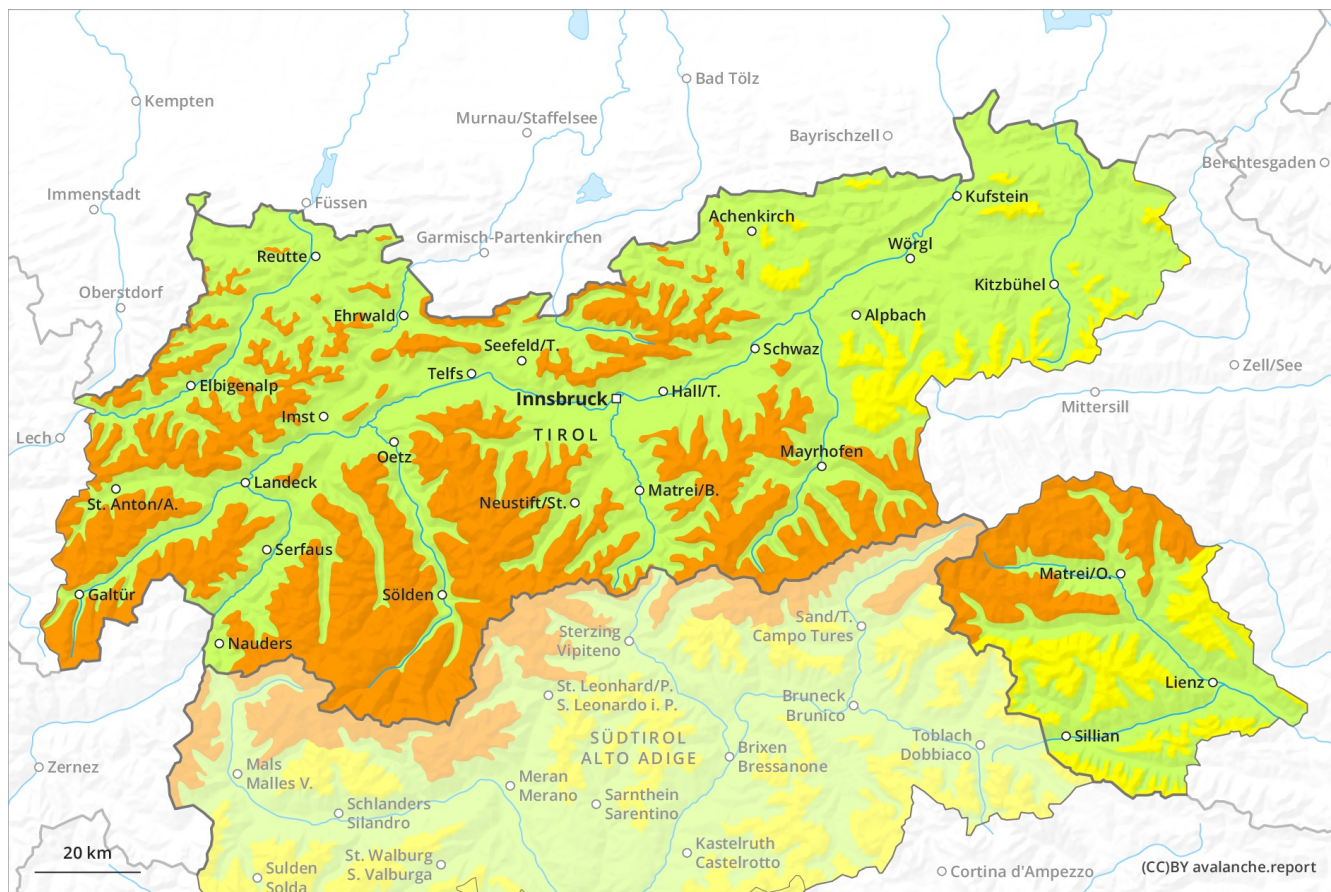 Bad Tölz
Kempten
Murnau/Staffelsee
Bayrischzell
Berchtesgaden
Immenstadt
Füssen
Kufstein
Achenkirch
Garmisch-Partenkirchen
Wörgl
Reutte
Oberstdorf
Kitzbühel
Ehrwald
Alpbach
Seefeld/T.
Schwaz
Zell/See
Telfs
Elbigenalp
Hall/T.
Innsbruck
Mittersill
Imst
Lech
TIROL
Oetz
Mayrhofen
Landeck
Matrei/B.
St. Anton/A.
Neustift/St.
Serfaus
Matrei/O.
Galtür
Sölden
Sterzing
Vipiteno
Sand/T.
Campo Tures
Nauders
Lienz
St. Leonhard/P.
S. Leonardo i. P.
Bruneck
Brunico
Sillian
SÜDTIROL
ALTO ADIGE
Toblach
Dobbiaco
Brixen
Bressanone
Zernez
Mals
Malles V.
Meran
Merano
Sarnthein
Sarentino
Schlanders
Silandro
20 km
St. Walburg
S. Valburga
Kastelruth
Castelrotto
Sulden
Solda
Cortina d'Ampezzo
(CC)BY avalanche.report